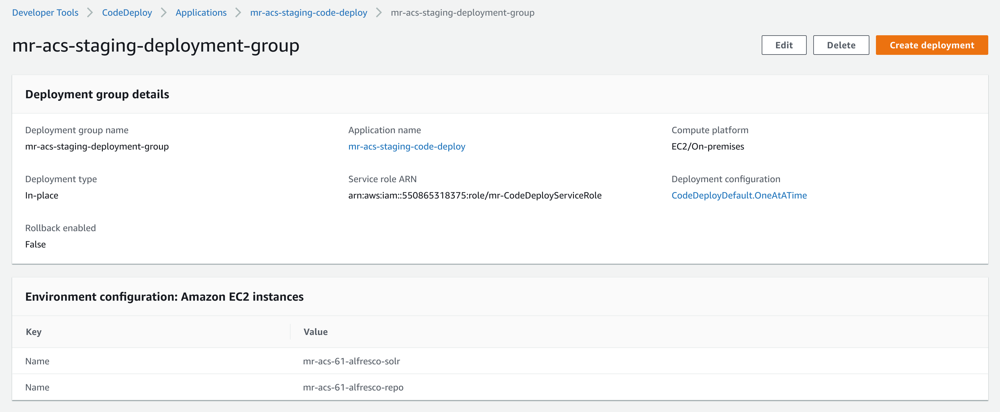 Developer Tools > CodeDeploy > Applications > mr-acs-staging-code-deploy > mr-acs-staging-deployment-group
mr-acs-staging-deployment-group
Edit
Delete
Create deployment
Deployment group details
Deployment group name
mr-acs-staging-deployment-group
Application name
mr-acs-staging-code-deploy
Compute platform
EC2/On-premises
Deployment type
In-place
Service role ARN
arn:aws:iam::550865318375:role/mr-CodeDeployServiceRole
Deployment configuration
CodeDeployDefault.OneAtATime
Rollback enabled
False
Environment configuration: Amazon EC2 instances
Key Value
Name mr-acs-61-alfresco-solr
Name mr-acs-61-alfresco-repo